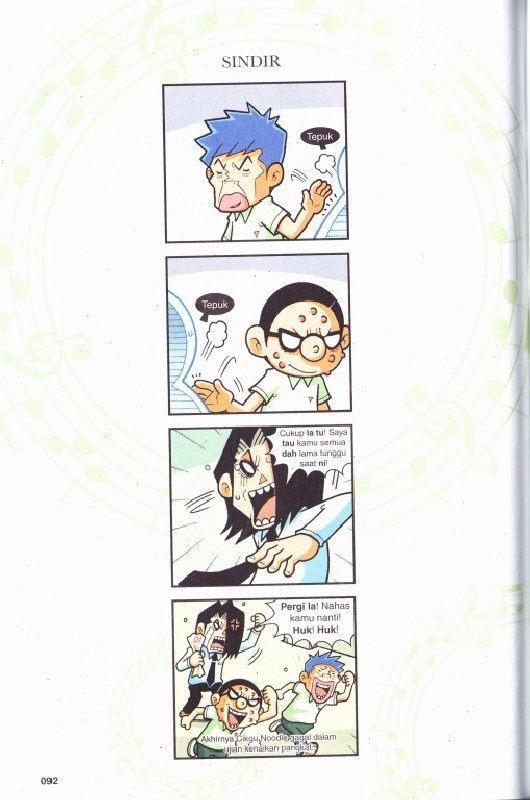 SINDIR
Tepuk
Tepuk
Cukup la tu! Saya
tau kamu semua
dah lama tunggu
saat ni!
Pergi la! Nahas
kamu nanti!
Huk! Huk!
Akhirnya Cikgu Noodle gagal dalam
ujian kenaikan pangkat.
092